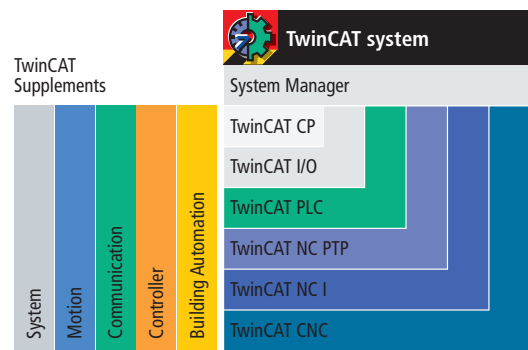 TwinCAT system
TwinCAT
Supplements
System Manager
TwinCAT CP
TwinCAT I/O
TwinCAT PLC
TwinCAT NC PTP
TwinCAT NC I
TwinCAT CNC
System
Motion
Communication
Controller
Building Automation